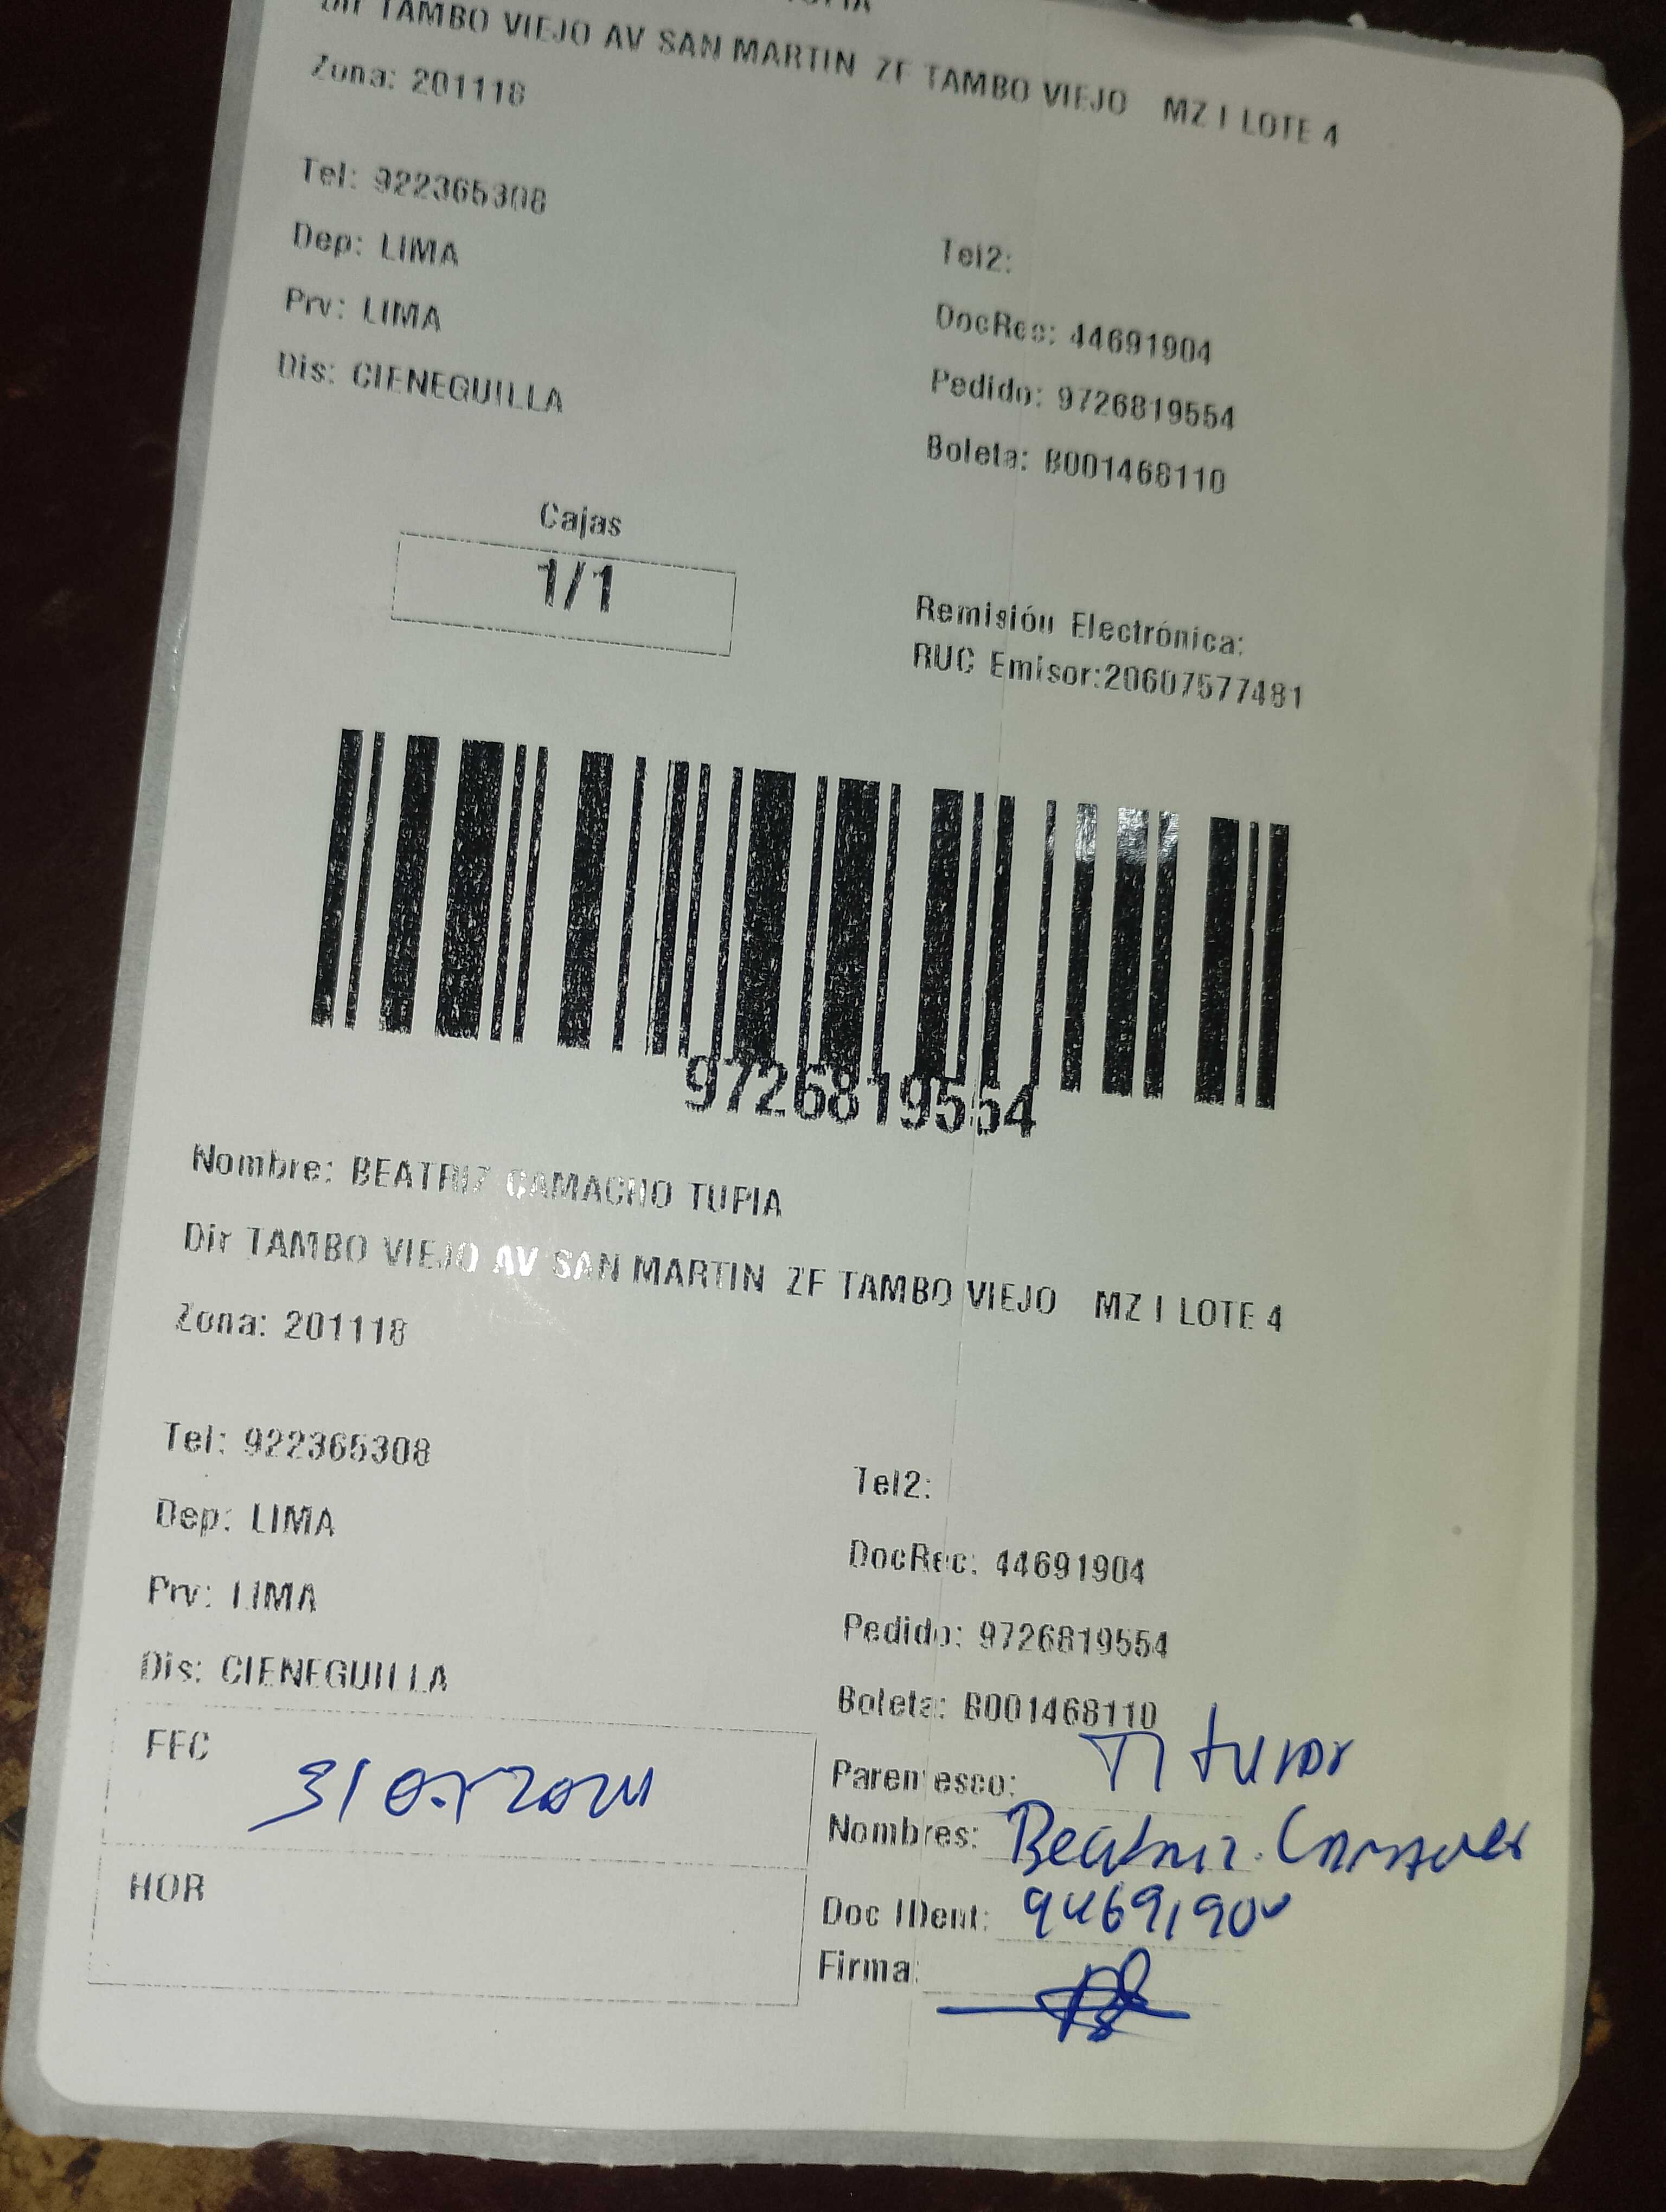 Dir TAMBO VIEJO AV SAN MARTIN ZF TAMBO VIEJO MZ I LOTE 4
Zona: 201118
Tel: 922365308
Dep: LIMA
Tel2:
Prv: LIMA
DocRec: 44691904
Dis: CIENEGUILLA
Pedido: 9726819554
Boleta: B001468110
Cajas
1/1
Remisión Electrónica:
RUC Emisor:20607577481
9726819554
Nombre: BEATRIZ CAMACHO TUPIA
Dir TAMBO VIEJO AV SAN MARTIN ZF TAMBO VIEJO MZ I LOTE 4
Zona: 201118
Tel: 922365308
Tel2:
Dep: LIMA
DocRec: 44691904
Prv: LIMA
Pedido: 9726819554
Dis: CIENEGUILLA
Boleta: B001468110
FEC
Parentesco: Titular
Nombres: Beatriz
HOR
Doc IDent: 44691904
Firma: